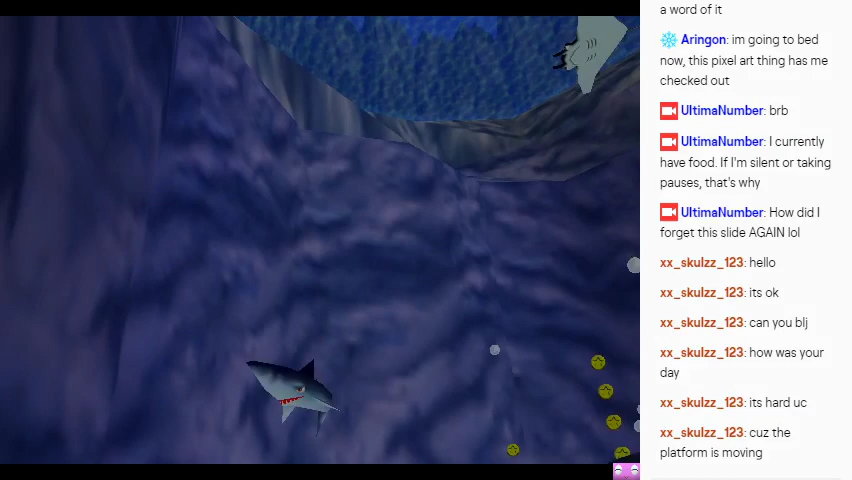 a word of it
Aringon: im going to bed
now, this pixel art thing has me
checked out
UltimaNumber: brb
UltimaNumber: I currently
have food. If I'm silent or taking
pauses, that's why
UltimaNumber: How did I
forget this slide AGAIN lol
xx_skulzz_123: hello
xx_skulzz_123: its ok
xx_skulzz_123: can you blj
xx_skulzz_123: how was your
day
xx_skulzz_123: its hard uc
xx_skulzz_123: cuz the
platform is moving